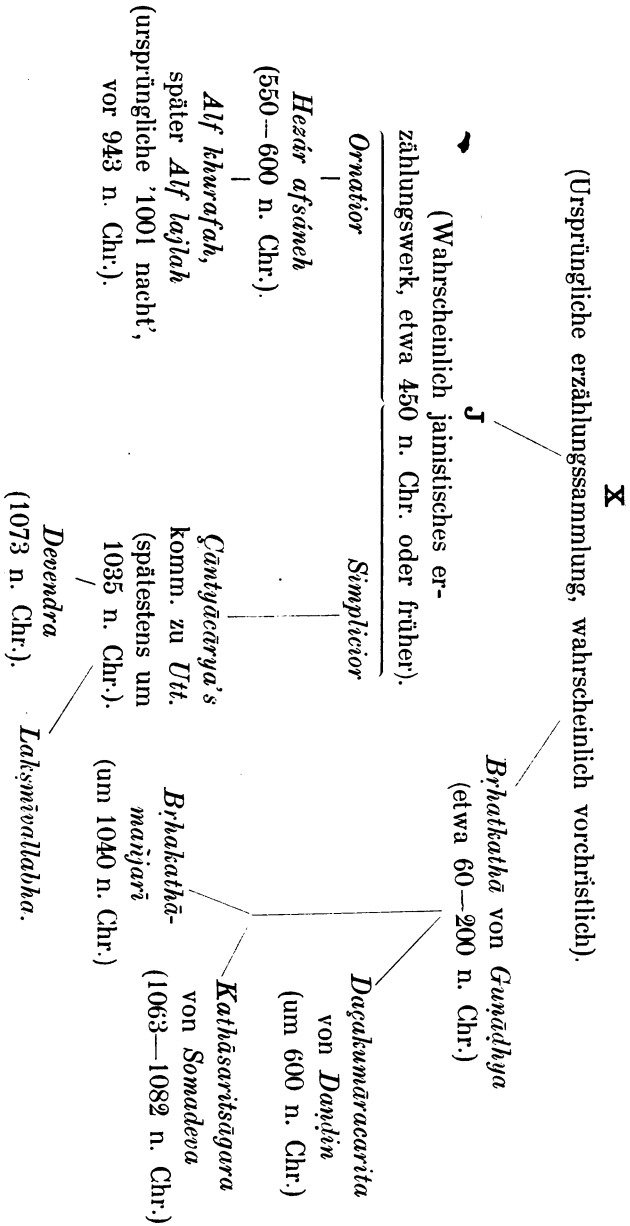 X
(Ursprüngliche erzählungssammlung, wahrscheinlich vorchristlich).
J
(Wahrscheinlich jainistisches er-
zählungswerk, etwa 450 n. Chr. oder früher).
Ornatior
Simplicior
Hezár afsáneh
(550—600 n. Chr.).
Alf khurafah,
später Alf lajlah
(ursprüngliche '1001 nacht',
vor 943 n. Chr.).
Çāntyācārya's
komm. zu Utt.
(spätestens um
1035 n. Chr.).
Devendra
(1073 n. Chr.).
Lakṣmīvallabha.
Bṛhatkathā von Guṇāḍhya
(etwa 60—200 n. Chr.)
Daçakumāracarita
von Daṇḍin
(um 600 n. Chr.)
Bṛhakathā-
mañjarī
(um 1040 n. Chr.)
Kathāsaritsāgara
von Somadeva
(1063—1082 n. Chr.)